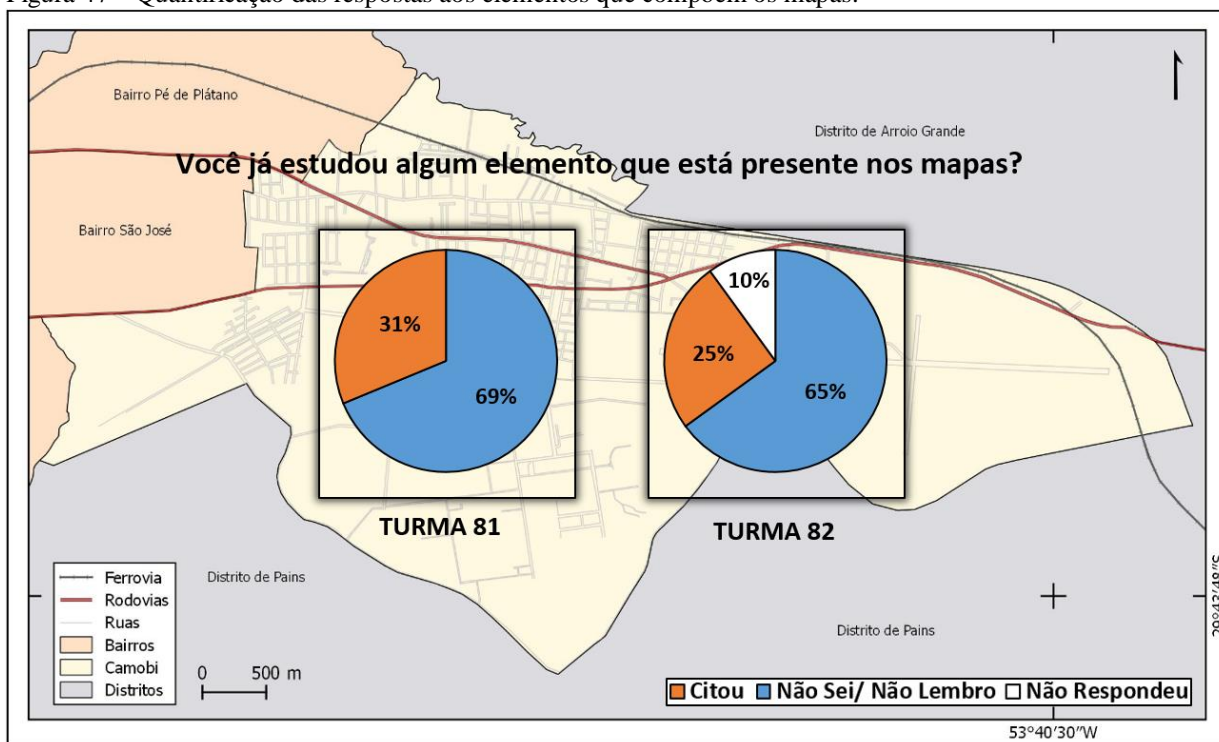 Figura 47 – Quantificação das respostas aos elementos que compõem os mapas.
Bairro Pé de Plátano
Distrito de Arroio Grande
Você já estudou algum elemento que está presente nos mapas?
Bairro São José
10%
31%
25%
69%
65%
TURMA 81
TURMA 82
Ferrovia
Rodovias
Ruas
Bairros
Camobi
Distritos
Distrito de Pains
0 500 m
Distrito de Pains
29°43'48"S
Citou Não Sei/ Não Lembro Não Respondeu
53°40'30"W